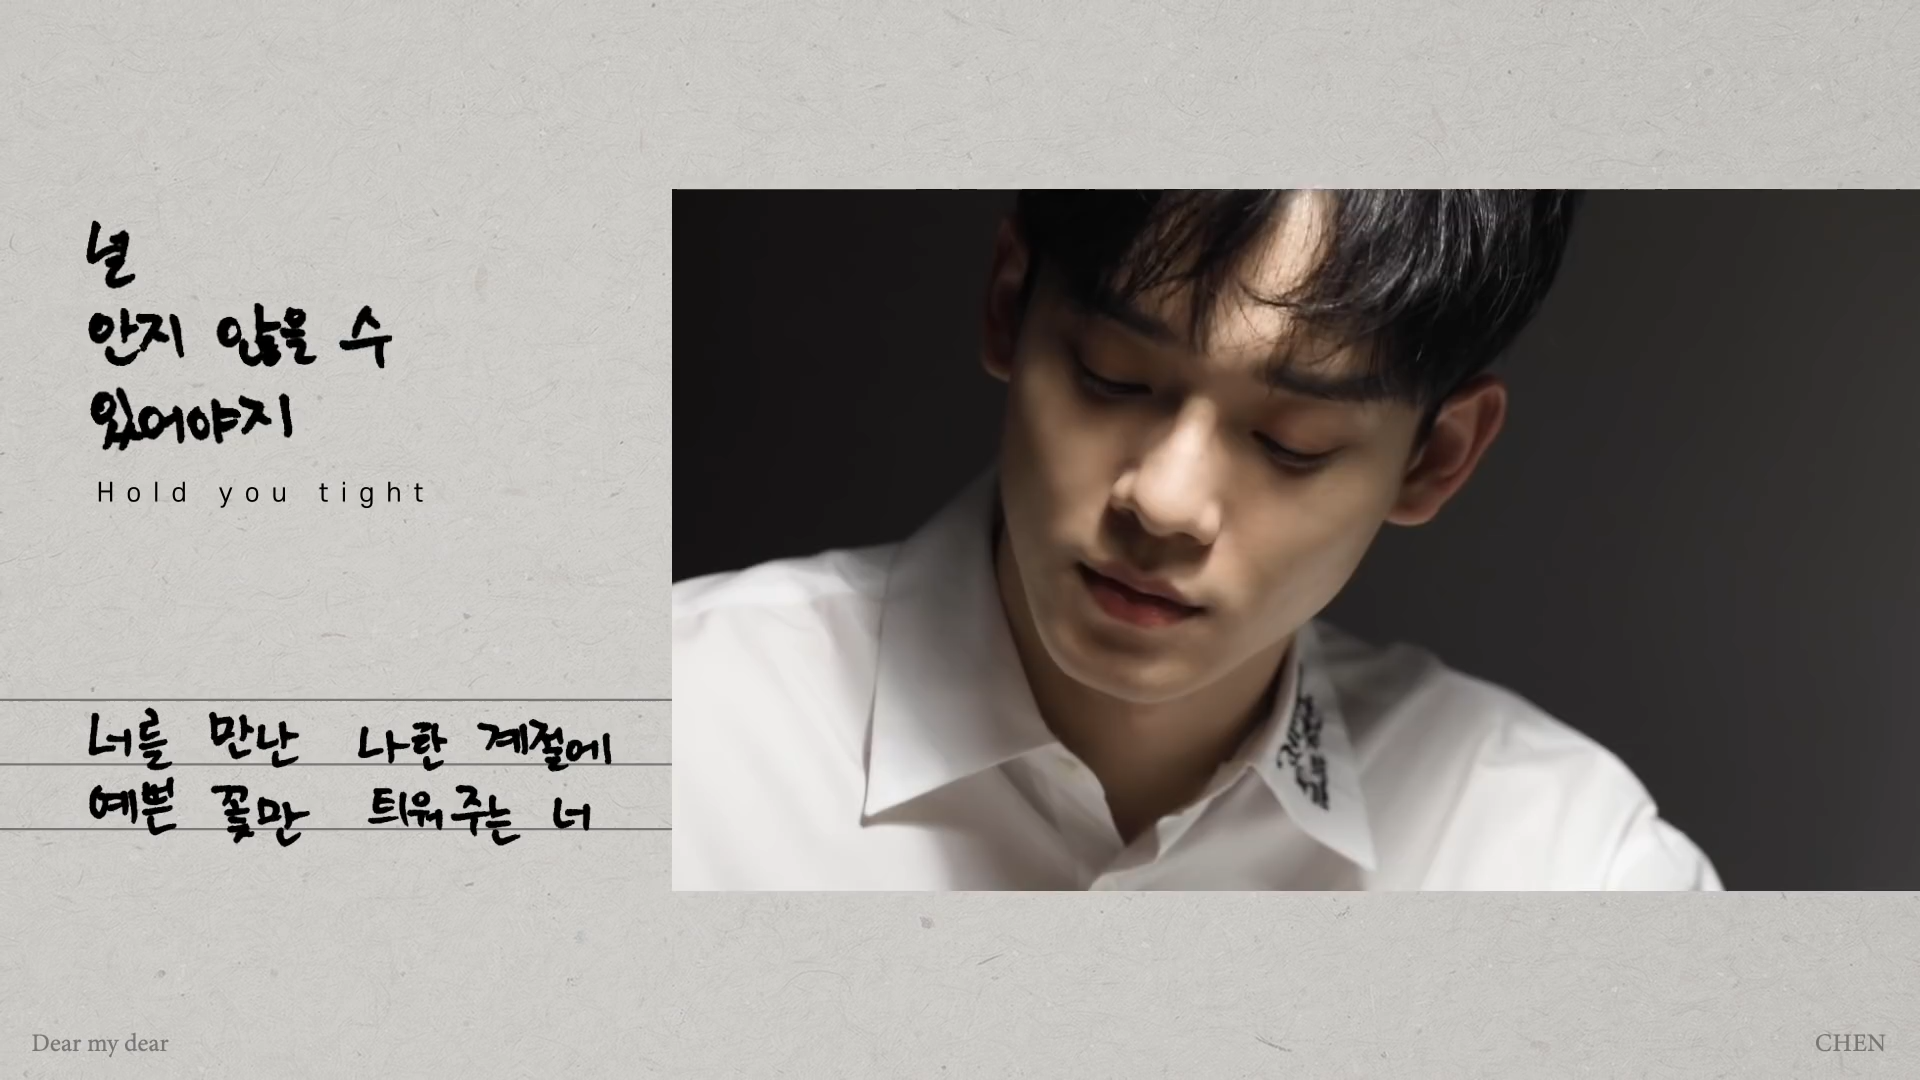 널
안지 않을 수
있어야지
Hold you tight
너를 만난 나란 계절에
예쁜 꽃만 틔워주는 너
Dear my dear
CHEN